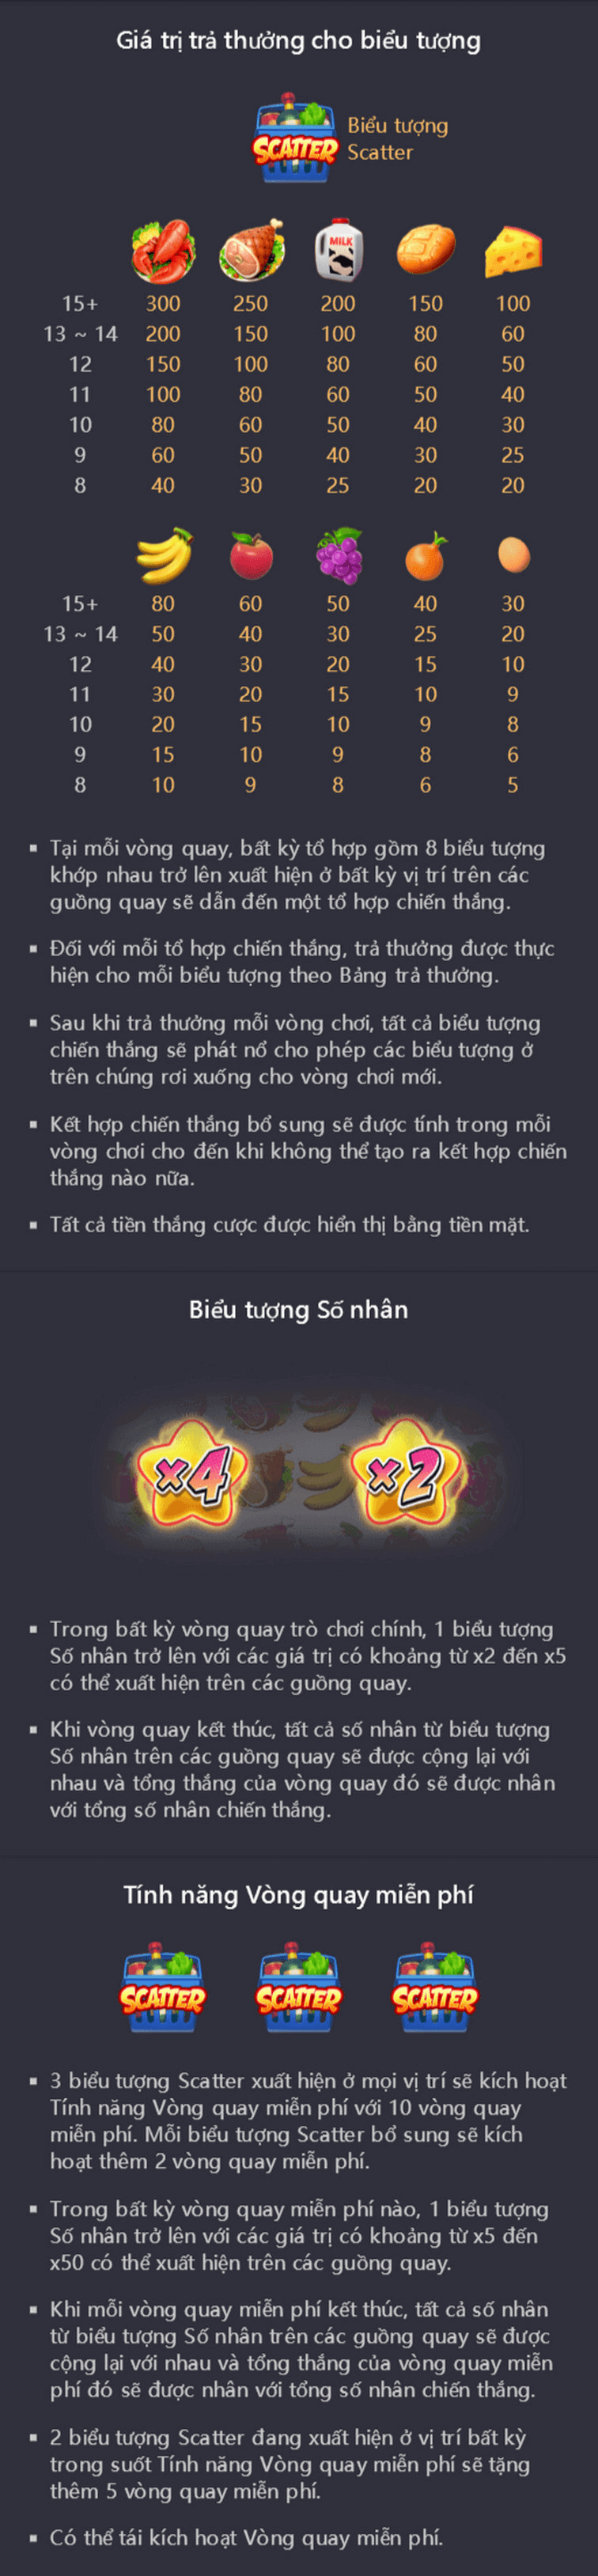 Giá trị trả thưởng cho biểu tượng
SCATTER
Biểu tượng
Scatter
MILK
15+ 300 250 200 150 100
13 ~ 14 200 150 100 80 60
12 150 100 80 60 50
11 100 80 60 50 40
10 80 60 50 40 30
9 60 50 40 30 25
8 40 30 25 20 20
15+ 80 60 50 40 30
13 ~ 14 50 40 30 25 20
12 40 30 20 15 10
11 30 20 15 10 9
10 20 15 10 9 8
9 15 10 9 8 6
8 10 9 8 6 5
▪ Tại mỗi vòng quay, bất kỳ tổ hợp gồm 8 biểu tượng
khớp nhau trở lên xuất hiện ở bất kỳ vị trí trên các
guồng quay sẽ dẫn đến một tổ hợp chiến thắng.
▪ Đối với mỗi tổ hợp chiến thắng, trả thưởng được thực
hiện cho mỗi biểu tượng theo Bảng trả thưởng.
▪ Sau khi trả thưởng mỗi vòng chơi, tất cả biểu tượng
chiến thắng sẽ phát nổ cho phép các biểu tượng ở
trên chúng rơi xuống cho vòng chơi mới.
▪ Kết hợp chiến thắng bổ sung sẽ được tính trong mỗi
vòng chơi cho đến khi không thể tạo ra kết hợp chiến
thắng nào nữa.
▪ Tất cả tiền thắng cược được hiển thị bằng tiền mặt.
Biểu tượng Số nhân
x4 x2
▪ Trong bất kỳ vòng quay trò chơi chính, 1 biểu tượng
Số nhân trở lên với các giá trị có khoảng từ x2 đến x5
có thể xuất hiện trên các guồng quay.
▪ Khi vòng quay kết thúc, tất cả số nhân từ biểu tượng
Số nhân trên các guồng quay sẽ được cộng lại với
nhau và tổng thắng của vòng quay đó sẽ được nhân
với tổng số nhân chiến thắng.
Tính năng Vòng quay miễn phí
SCATTER SCATTER SCATTER
▪ 3 biểu tượng Scatter xuất hiện ở mọi vị trí sẽ kích hoạt
Tính năng Vòng quay miễn phí với 10 vòng quay
miễn phí. Mỗi biểu tượng Scatter bổ sung sẽ kích
hoạt thêm 2 vòng quay miễn phí.
▪ Trong bất kỳ vòng quay miễn phí nào, 1 biểu tượng
Số nhân trở lên với các giá trị có khoảng từ x5 đến
x50 có thể xuất hiện trên các guồng quay.
▪ Khi mỗi vòng quay miễn phí kết thúc, tất cả số nhân
từ biểu tượng Số nhân trên các guồng quay sẽ được
cộng lại với nhau và tổng thắng của vòng quay miễn
phí đó sẽ được nhân với tổng số nhân chiến thắng.
▪ 2 biểu tượng Scatter đang xuất hiện ở vị trí bất kỳ
trong suốt Tính năng Vòng quay miễn phí sẽ tặng
thêm 5 vòng quay miễn phí.
▪ Có thể tái kích hoạt Vòng quay miễn phí.